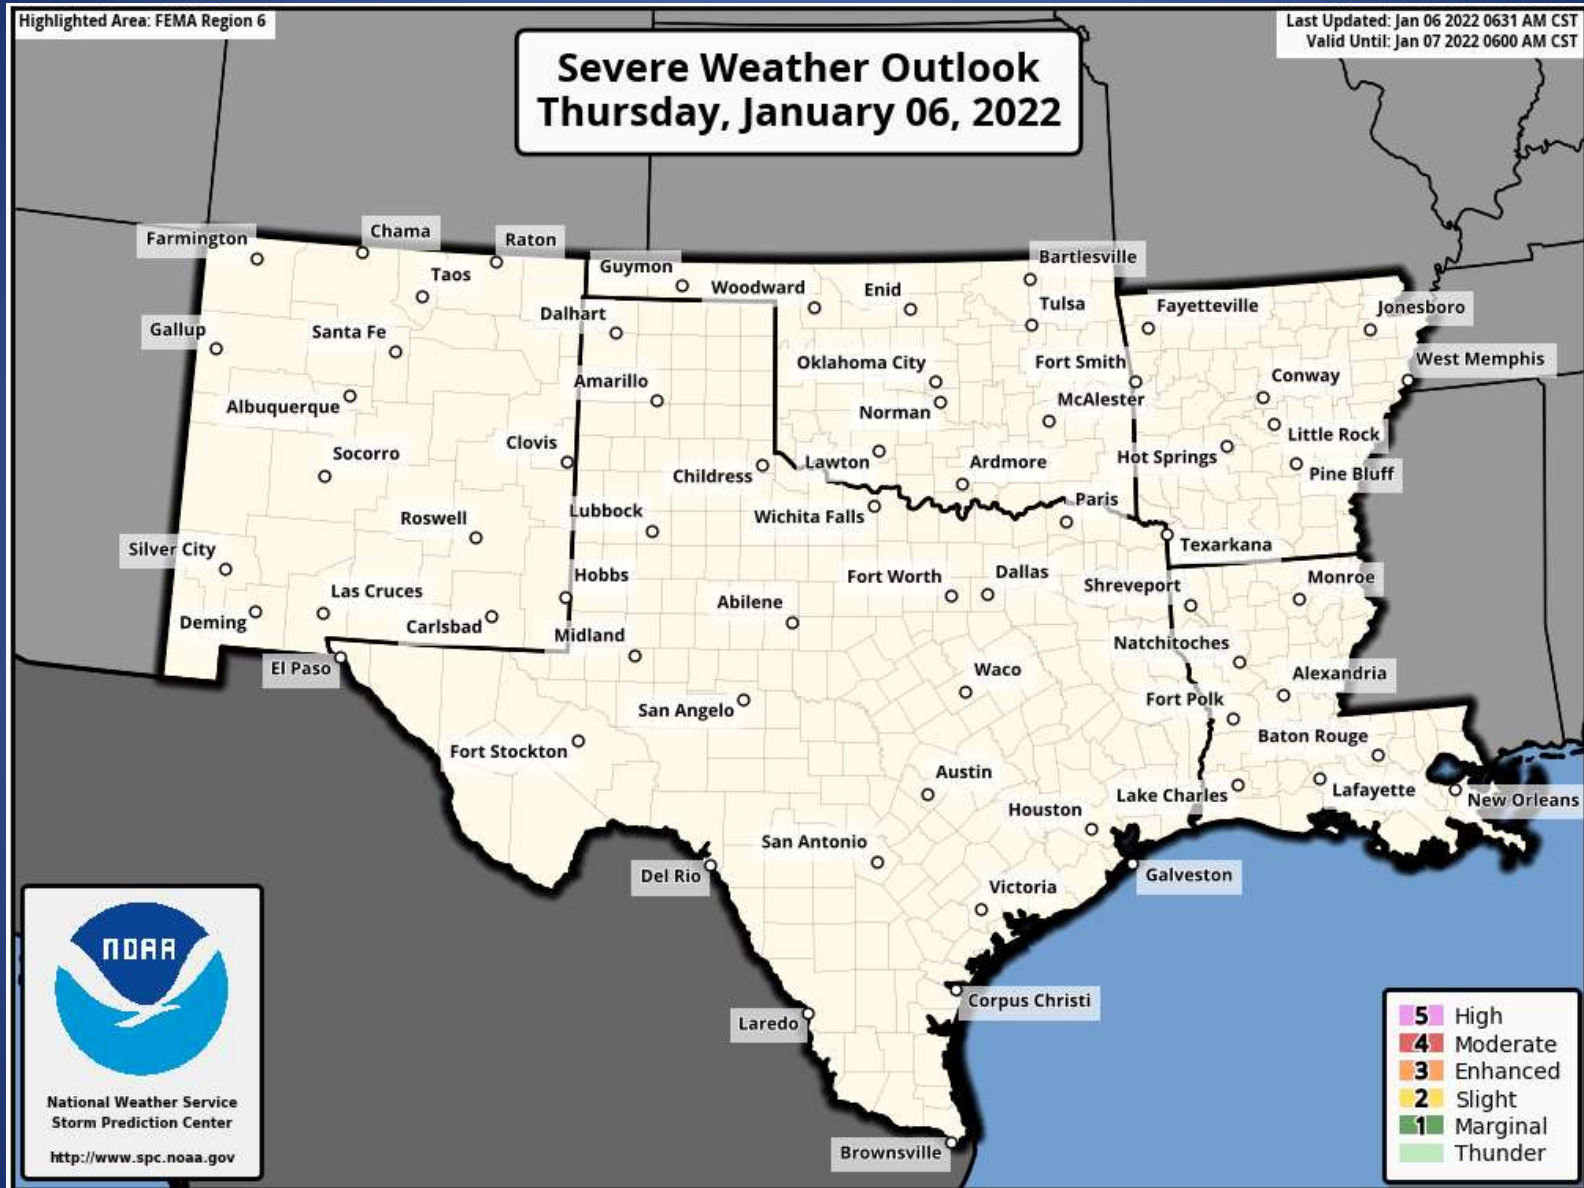 Highlighted Area: FEMA Region 6
Last Updated: Jan 06 2022 0631 AM CST
Valid Until: Jan 07 2022 0600 AM CST
Severe Weather Outlook
Thursday, January 06, 2022
Farmington
Chama
Raton
Taos
Guymon
Woodward
Enid
Bartlesville
Tulsa
Fayetteville
Jonesboro
Gallup
Santa Fe
Dalhart
Oklahoma City
Fort Smith
West Memphis
Albuquerque
Amarillo
Norman
McAlester
Conway
Socorro
Clovis
Childress
Lawton
Ardmore
Hot Springs
Little Rock
Pine Bluff
Roswell
Lubbock
Wichita Falls
Paris
Texarkana
Silver City
Las Cruces
Hobbs
Abilene
Fort Worth
Dallas
Shreveport
Monroe
Deming
Carlsbad
Midland
Natchitoches
El Paso
Waco
Alexandria
San Angelo
Fort Polk
Fort Stockton
Baton Rouge
Austin
Houston
Lake Charles
Lafayette
New Orleans
San Antonio
Del Rio
Victoria
Galveston
Corpus Christi
Laredo
Brownsville
NOAA
National Weather Service
Storm Prediction Center
http://www.spc.noaa.gov
5 High
4 Moderate
3 Enhanced
2 Slight
1 Marginal
Thunder